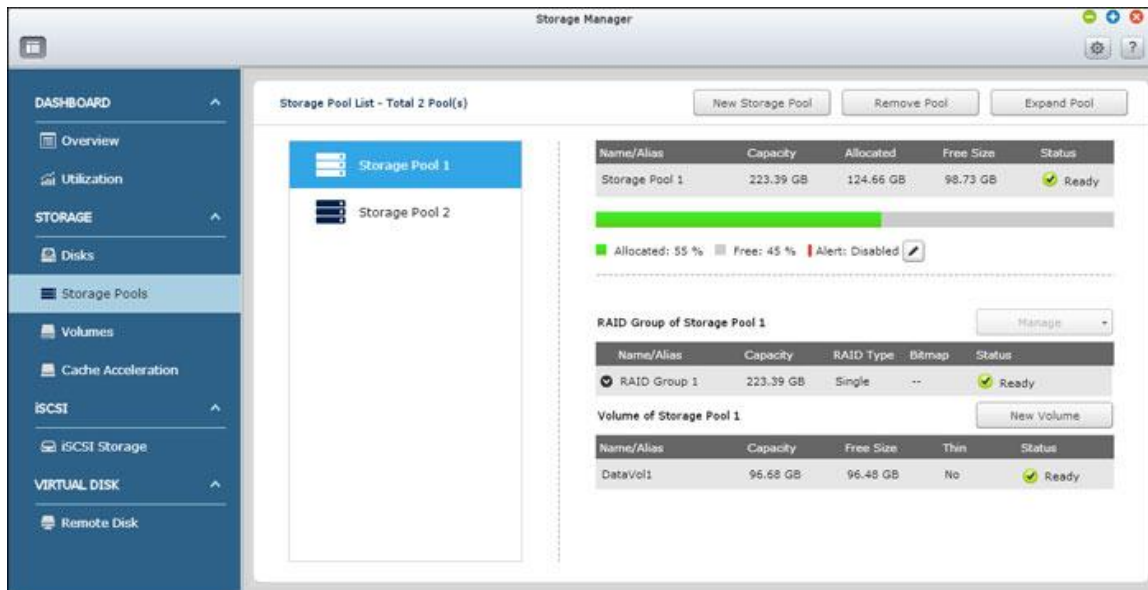 Storage Manager
?
DASHBOARD
Overview
Utilization
STORAGE
Disks
Storage Pools
Volumes
Cache Acceleration
iSCSI
iSCSI Storage
VIRTUAL DISK
Remote Disk
Storage Pool List - Total 2 Pool(s)
New Storage Pool Remove Pool Expand Pool
Storage Pool 1
Storage Pool 2
Name/Alias Capacity Allocated Free Size Status
Storage Pool 1 223.39 GB 124.66 GB 98.73 GB Ready
Allocated: 55 % Free: 45 % Alert: Disabled
RAID Group of Storage Pool 1 Manage
Name/Alias Capacity RAID Type Bitmap Status
RAID Group 1 223.39 GB Single -- Ready
Volume of Storage Pool 1 New Volume
Name/Alias Capacity Free Size Thin Status
DataVol1 96.68 GB 96.48 GB No Ready